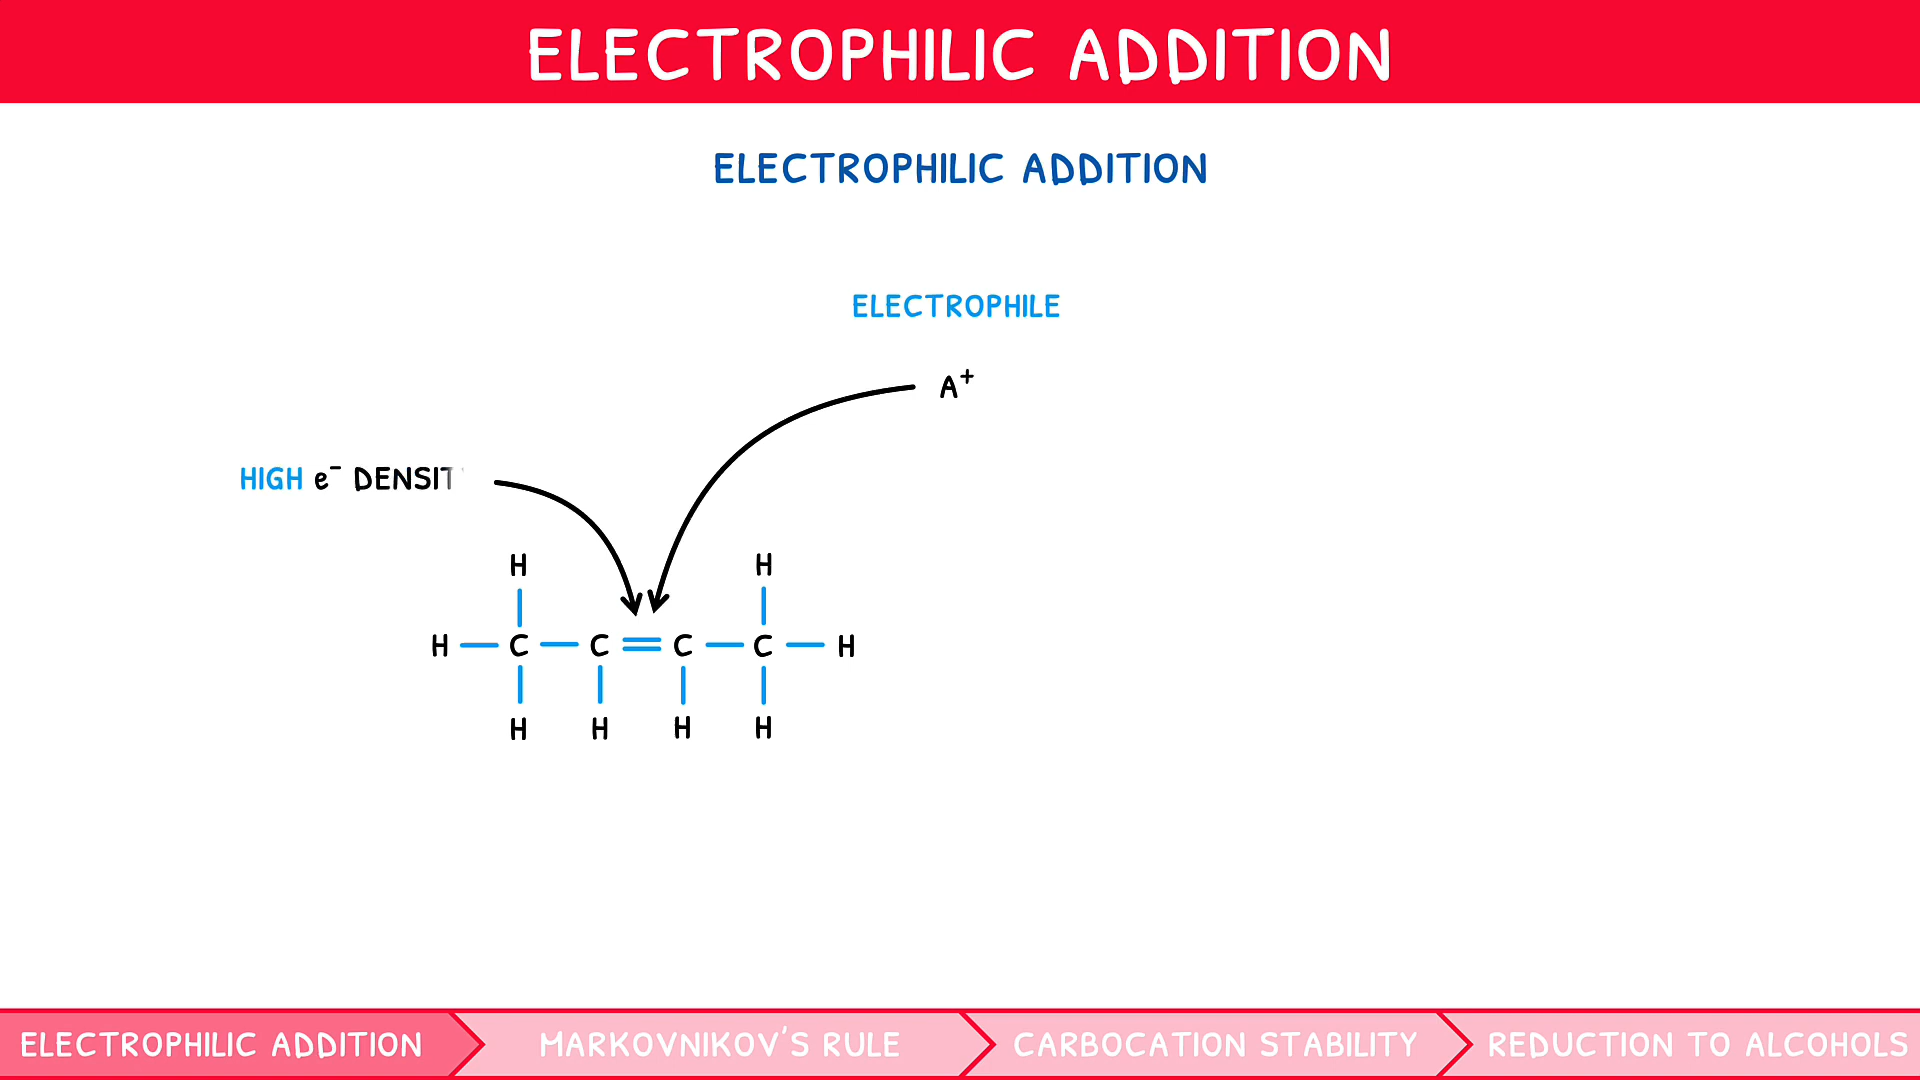 ELECTROPHILIC ADDITION
ELECTROPHILIC ADDITION
ELECTROPHILE
A⁺
HIGH e⁻ DENSIT
H H
H C C C C H
H H H H
ELECTROPHILIC ADDITION MARKOVNIKOV'S RULE CARBOCATION STABILITY REDUCTION TO ALCOHOLS